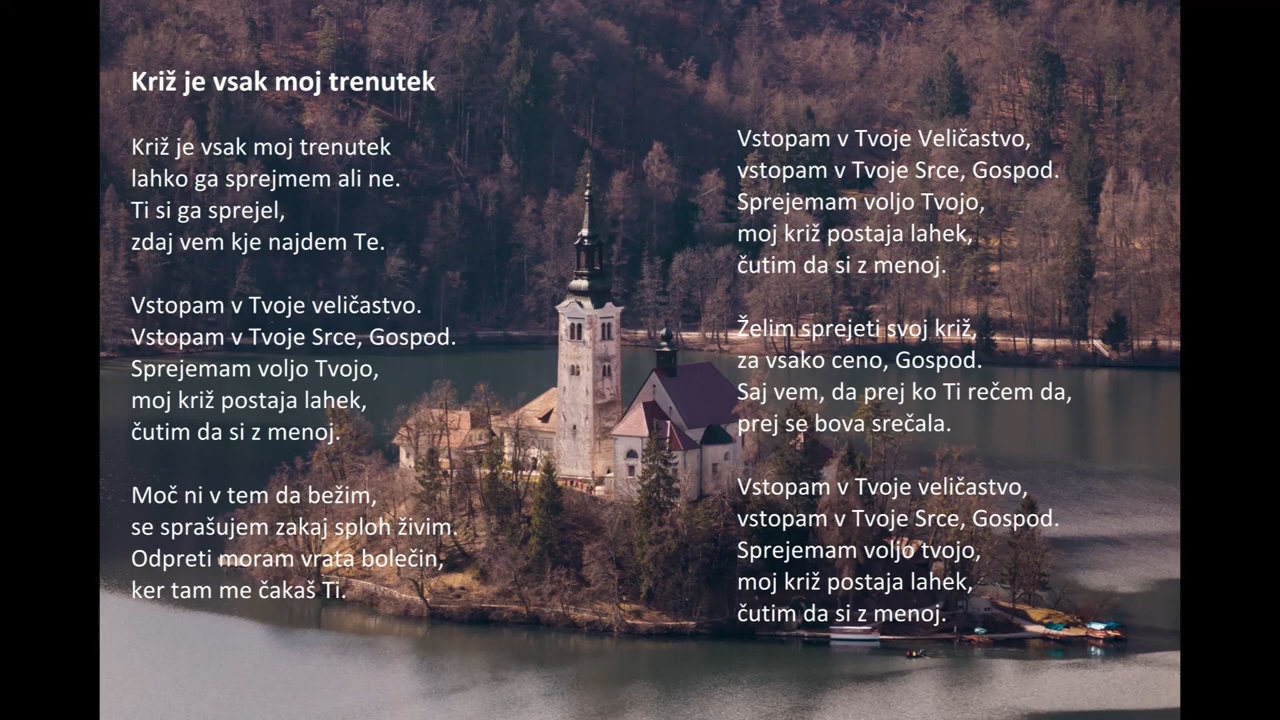 Križ je vsak moj trenutek
Križ je vsak moj trenutek
lahko ga sprejmem ali ne.
Ti si ga sprejel,
zdaj vem kje najdem Te.
Vstopam v Tvoje veličastvo.
Vstopam v Tvoje Srce, Gospod.
Sprejemam voljo Tvojo,
moj križ postaja lahek,
čutim da si z menoj.
Moč ni v tem da bežim,
se sprašujem zakaj sploh živim.
Odpreti moram vrata bolečin,
ker tam me čakaš Ti.
Vstopam v Tvoje Veličastvo,
vstopam v Tvoje Srce, Gospod.
Sprejemam voljo Tvojo,
moj križ postaja lahek,
čutim da si z menoj.
Želim sprejeti svoj križ,
za vsako ceno, Gospod.
Saj vem, da prej ko Ti rečem da,
prej se bova srečala.
Vstopam v Tvoje veličastvo,
vstopam v Tvoje Srce, Gospod.
Sprejemam voljo tvojo,
moj križ postaja lahek,
čutim da si z menoj.